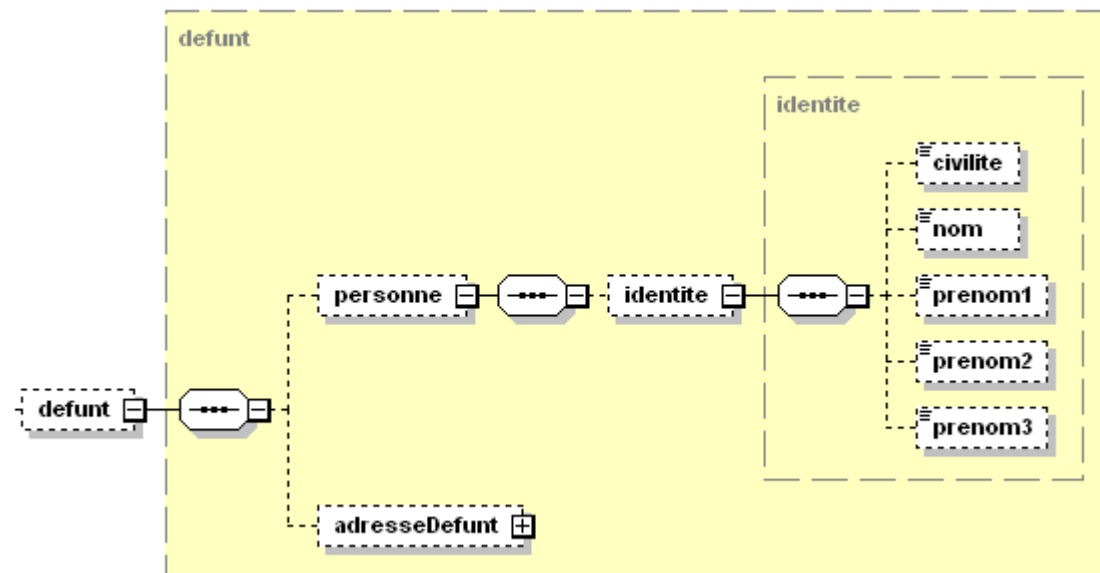 defunt
identite
civilite
nom
personne
identite
prenom1
prenom2
defunt
prenom3
adresseDefunt